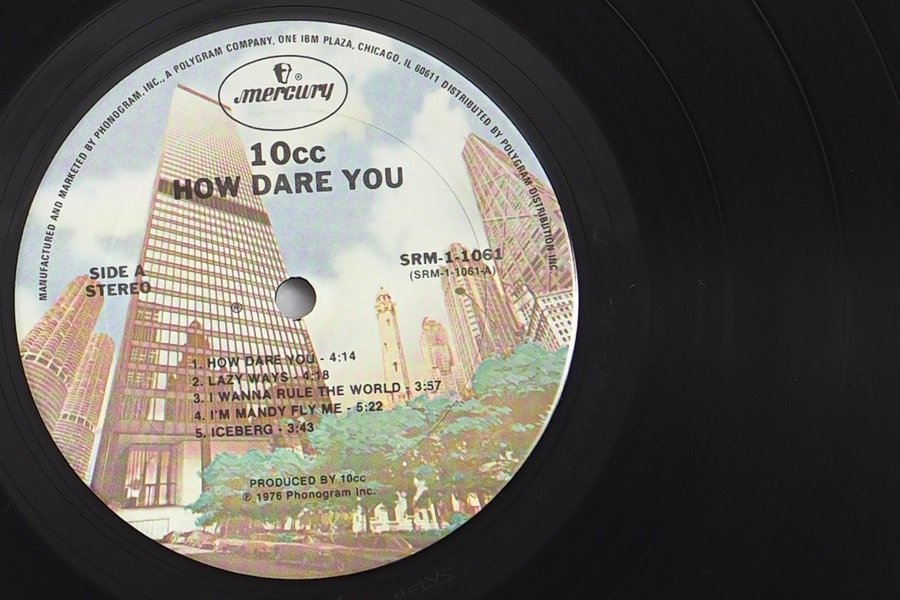 MANUFACTURED AND MARKETED BY PHONOGRAM, INC., A POLYGRAM COMPANY, ONE IBM PLAZA, CHICAGO, IL 60611 DISTRIBUTED BY POLYGRAM DISTRIBUTION INC.
®
mercury
10cc
HOW DARE YOU
SIDE A
STEREO
SRM-1-1061
(SRM-1-1061-A)
℗
1. HOW DARE YOU - 4:14
2. LAZY WAYS - 4:18
3. I WANNA RULE THE WORLD - 3:57
4. I'M MANDY FLY ME - 5:22
5. ICEBERG - 3:43
PRODUCED BY 10cc
℗ 1976 Phonogram Inc.